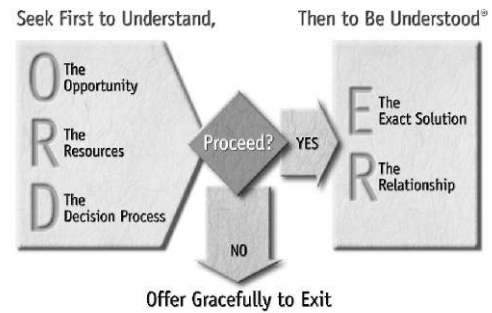 Seek First to Understand,
Then to Be Understood®
O The
Opportunity
R The
Resources
D The
Decision Process
Proceed?
YES
NO
E The
Exact Solution
R The
Relationship
Offer Gracefully to Exit